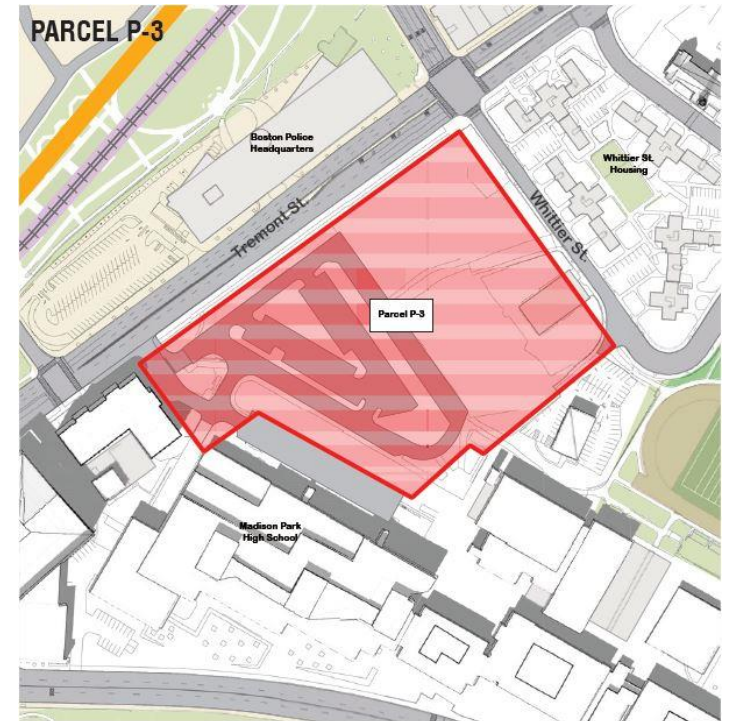 PARCEL P-3
Boston Police
Headquarters
Whittier St.
Housing
Tremont St.
Whittier St.
Parcel P-3
Madison Park
High School